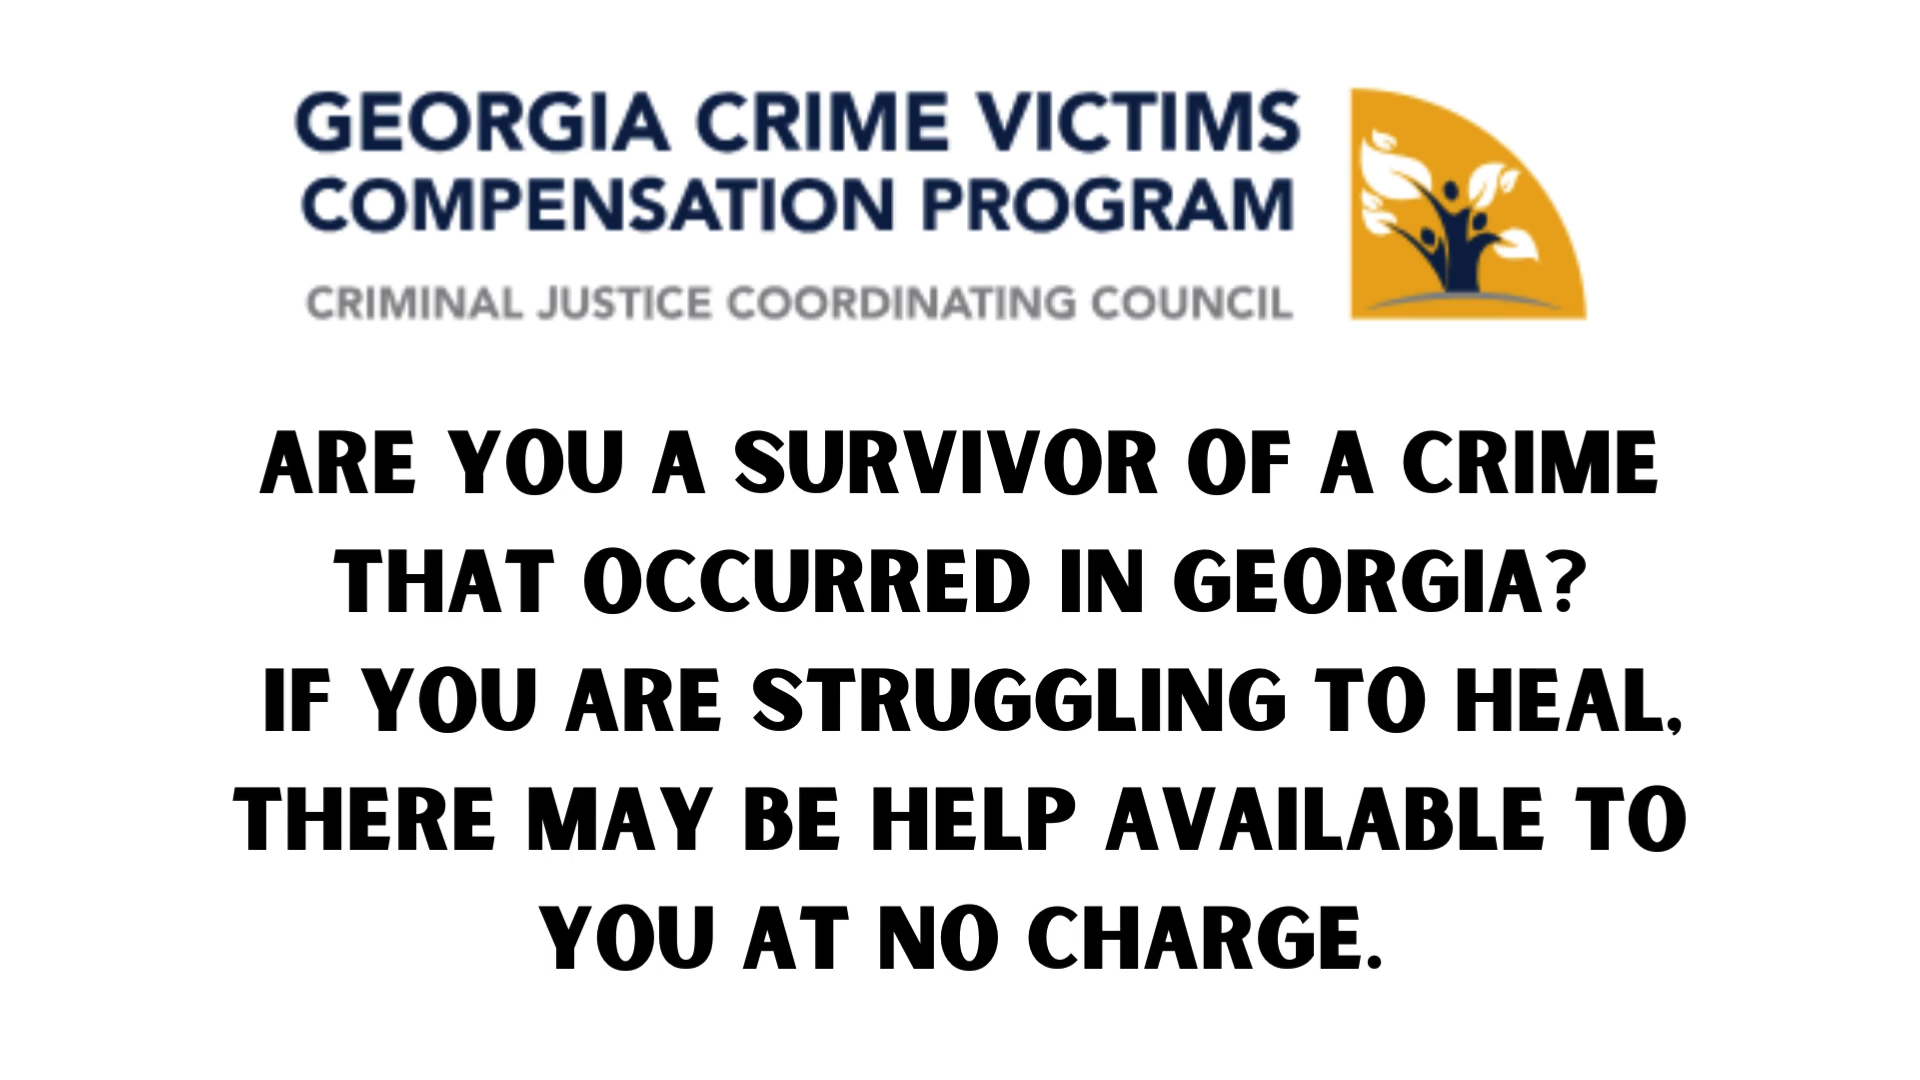 GEORGIA CRIME VICTIMS
COMPENSATION PROGRAM
CRIMINAL JUSTICE COORDINATING COUNCIL
ARE YOU A SURVIVOR OF A CRIME
THAT OCCURRED IN GEORGIA?
IF YOU ARE STRUGGLING TO HEAL,
THERE MAY BE HELP AVAILABLE TO
YOU AT NO CHARGE.